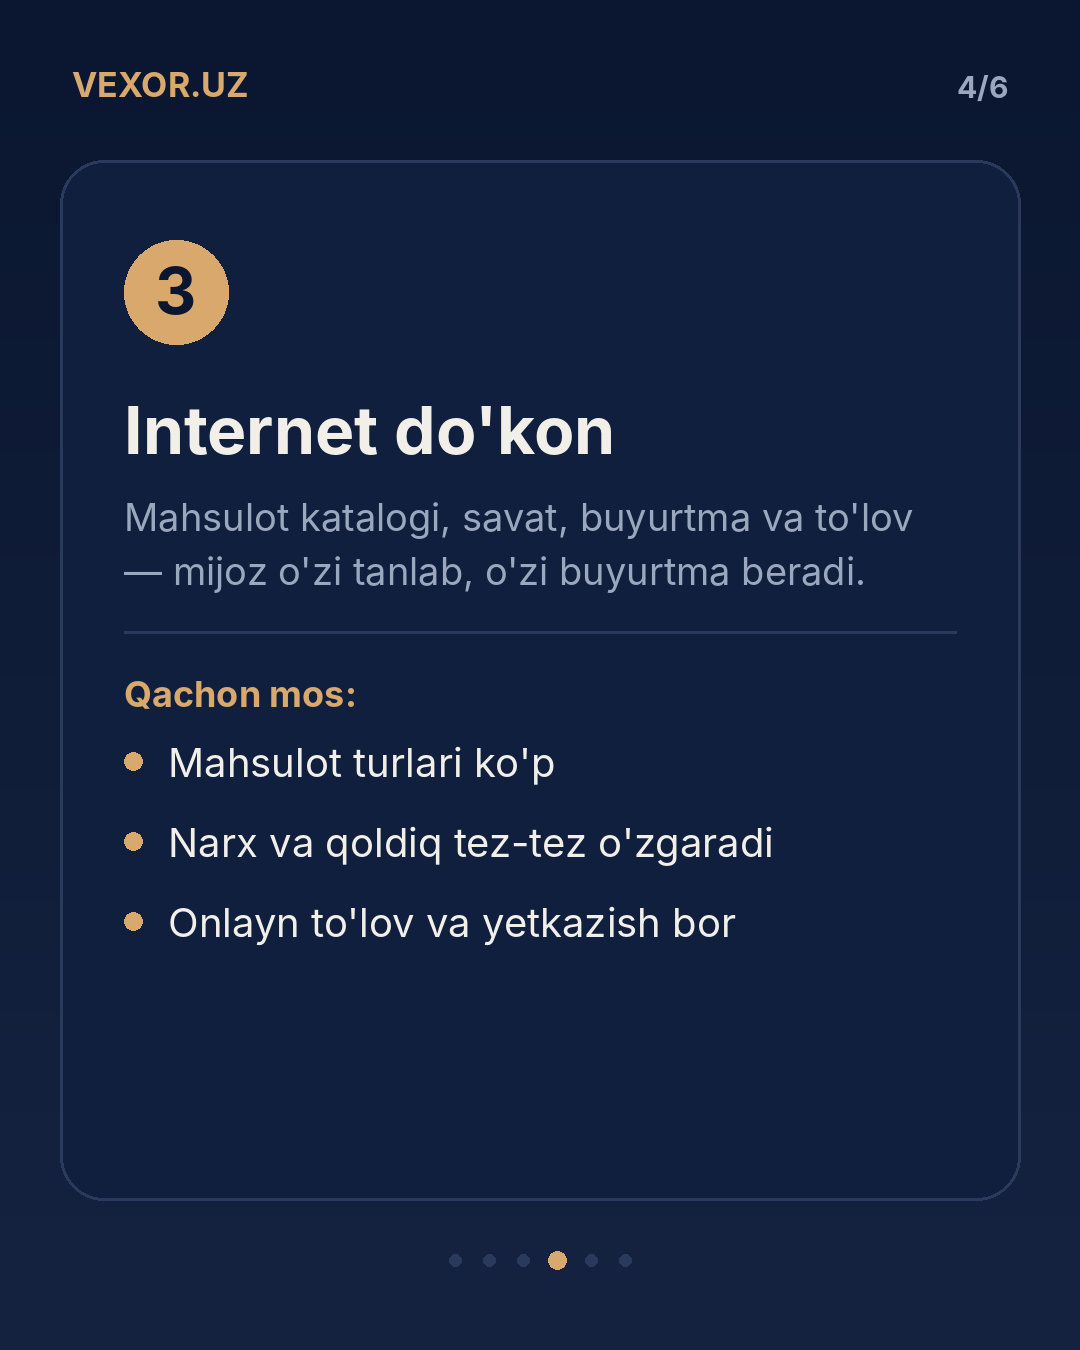 VEXOR.UZ
4/6
3
Internet do'kon
Mahsulot katalogi, savat, buyurtma va to'lov
— mijoz o'zi tanlab, o'zi buyurtma beradi.
Qachon mos:
Mahsulot turlari ko'p
Narx va qoldiq tez-tez o'zgaradi
Onlayn to'lov va yetkazish bor